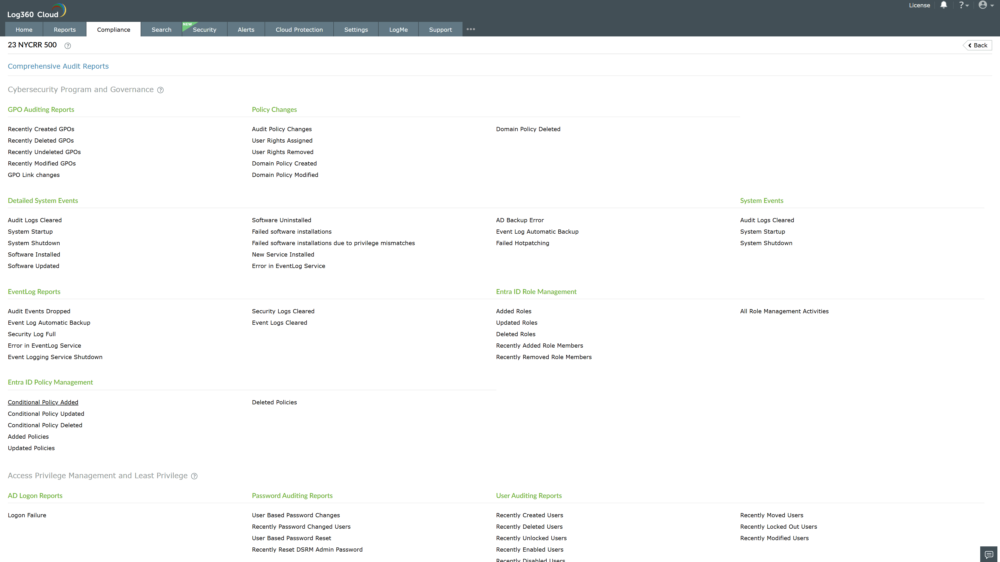 Log360 Cloud
License
?
Home
Reports
Compliance
Search
NEW
Security
Alerts
Cloud Protection
Settings
LogMe
Support
23 NYCRR 500 ?
Back
Comprehensive Audit Reports
Cybersecurity Program and Governance ?
GPO Auditing Reports
Recently Created GPOs
Recently Deleted GPOs
Recently Undeleted GPOs
Recently Modified GPOs
GPO Link changes
Policy Changes
Audit Policy Changes
User Rights Assigned
User Rights Removed
Domain Policy Created
Domain Policy Modified
Domain Policy Deleted
Detailed System Events
Audit Logs Cleared
System Startup
System Shutdown
Software Installed
Software Updated
Software Uninstalled
Failed software installations
Failed software installations due to privilege mismatches
New Service Installed
Error in EventLog Service
AD Backup Error
Event Log Automatic Backup
Failed Hotpatching
System Events
Audit Logs Cleared
System Startup
System Shutdown
EventLog Reports
Audit Events Dropped
Event Log Automatic Backup
Security Log Full
Error in EventLog Service
Event Logging Service Shutdown
Security Logs Cleared
Event Logs Cleared
Entra ID Role Management
Added Roles
Updated Roles
Deleted Roles
Recently Added Role Members
Recently Removed Role Members
All Role Management Activities
Entra ID Policy Management
Conditional Policy Added
Conditional Policy Updated
Conditional Policy Deleted
Added Policies
Updated Policies
Deleted Policies
Access Privilege Management and Least Privilege ?
AD Logon Reports
Logon Failure
Password Auditing Reports
User Based Password Changes
Recently Password Changed Users
User Based Password Reset
Recently Reset DSRM Admin Password
User Auditing Reports
Recently Created Users
Recently Deleted Users
Recently Unlocked Users
Recently Enabled Users
Recently Disabled Users
Recently Moved Users
Recently Locked Out Users
Recently Modified Users